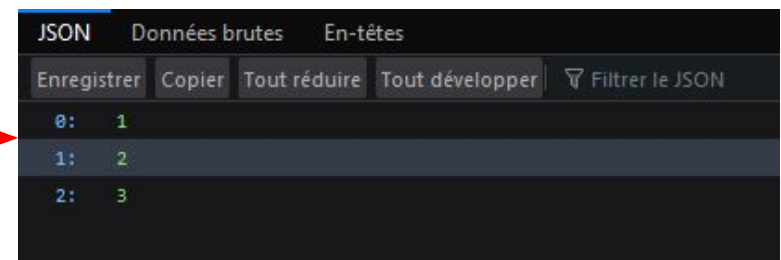 JSON Données brutes En-têtes
Enregistrer Copier Tout réduire Tout développer Filtrer le JSON
0: 1
1: 2
2: 3